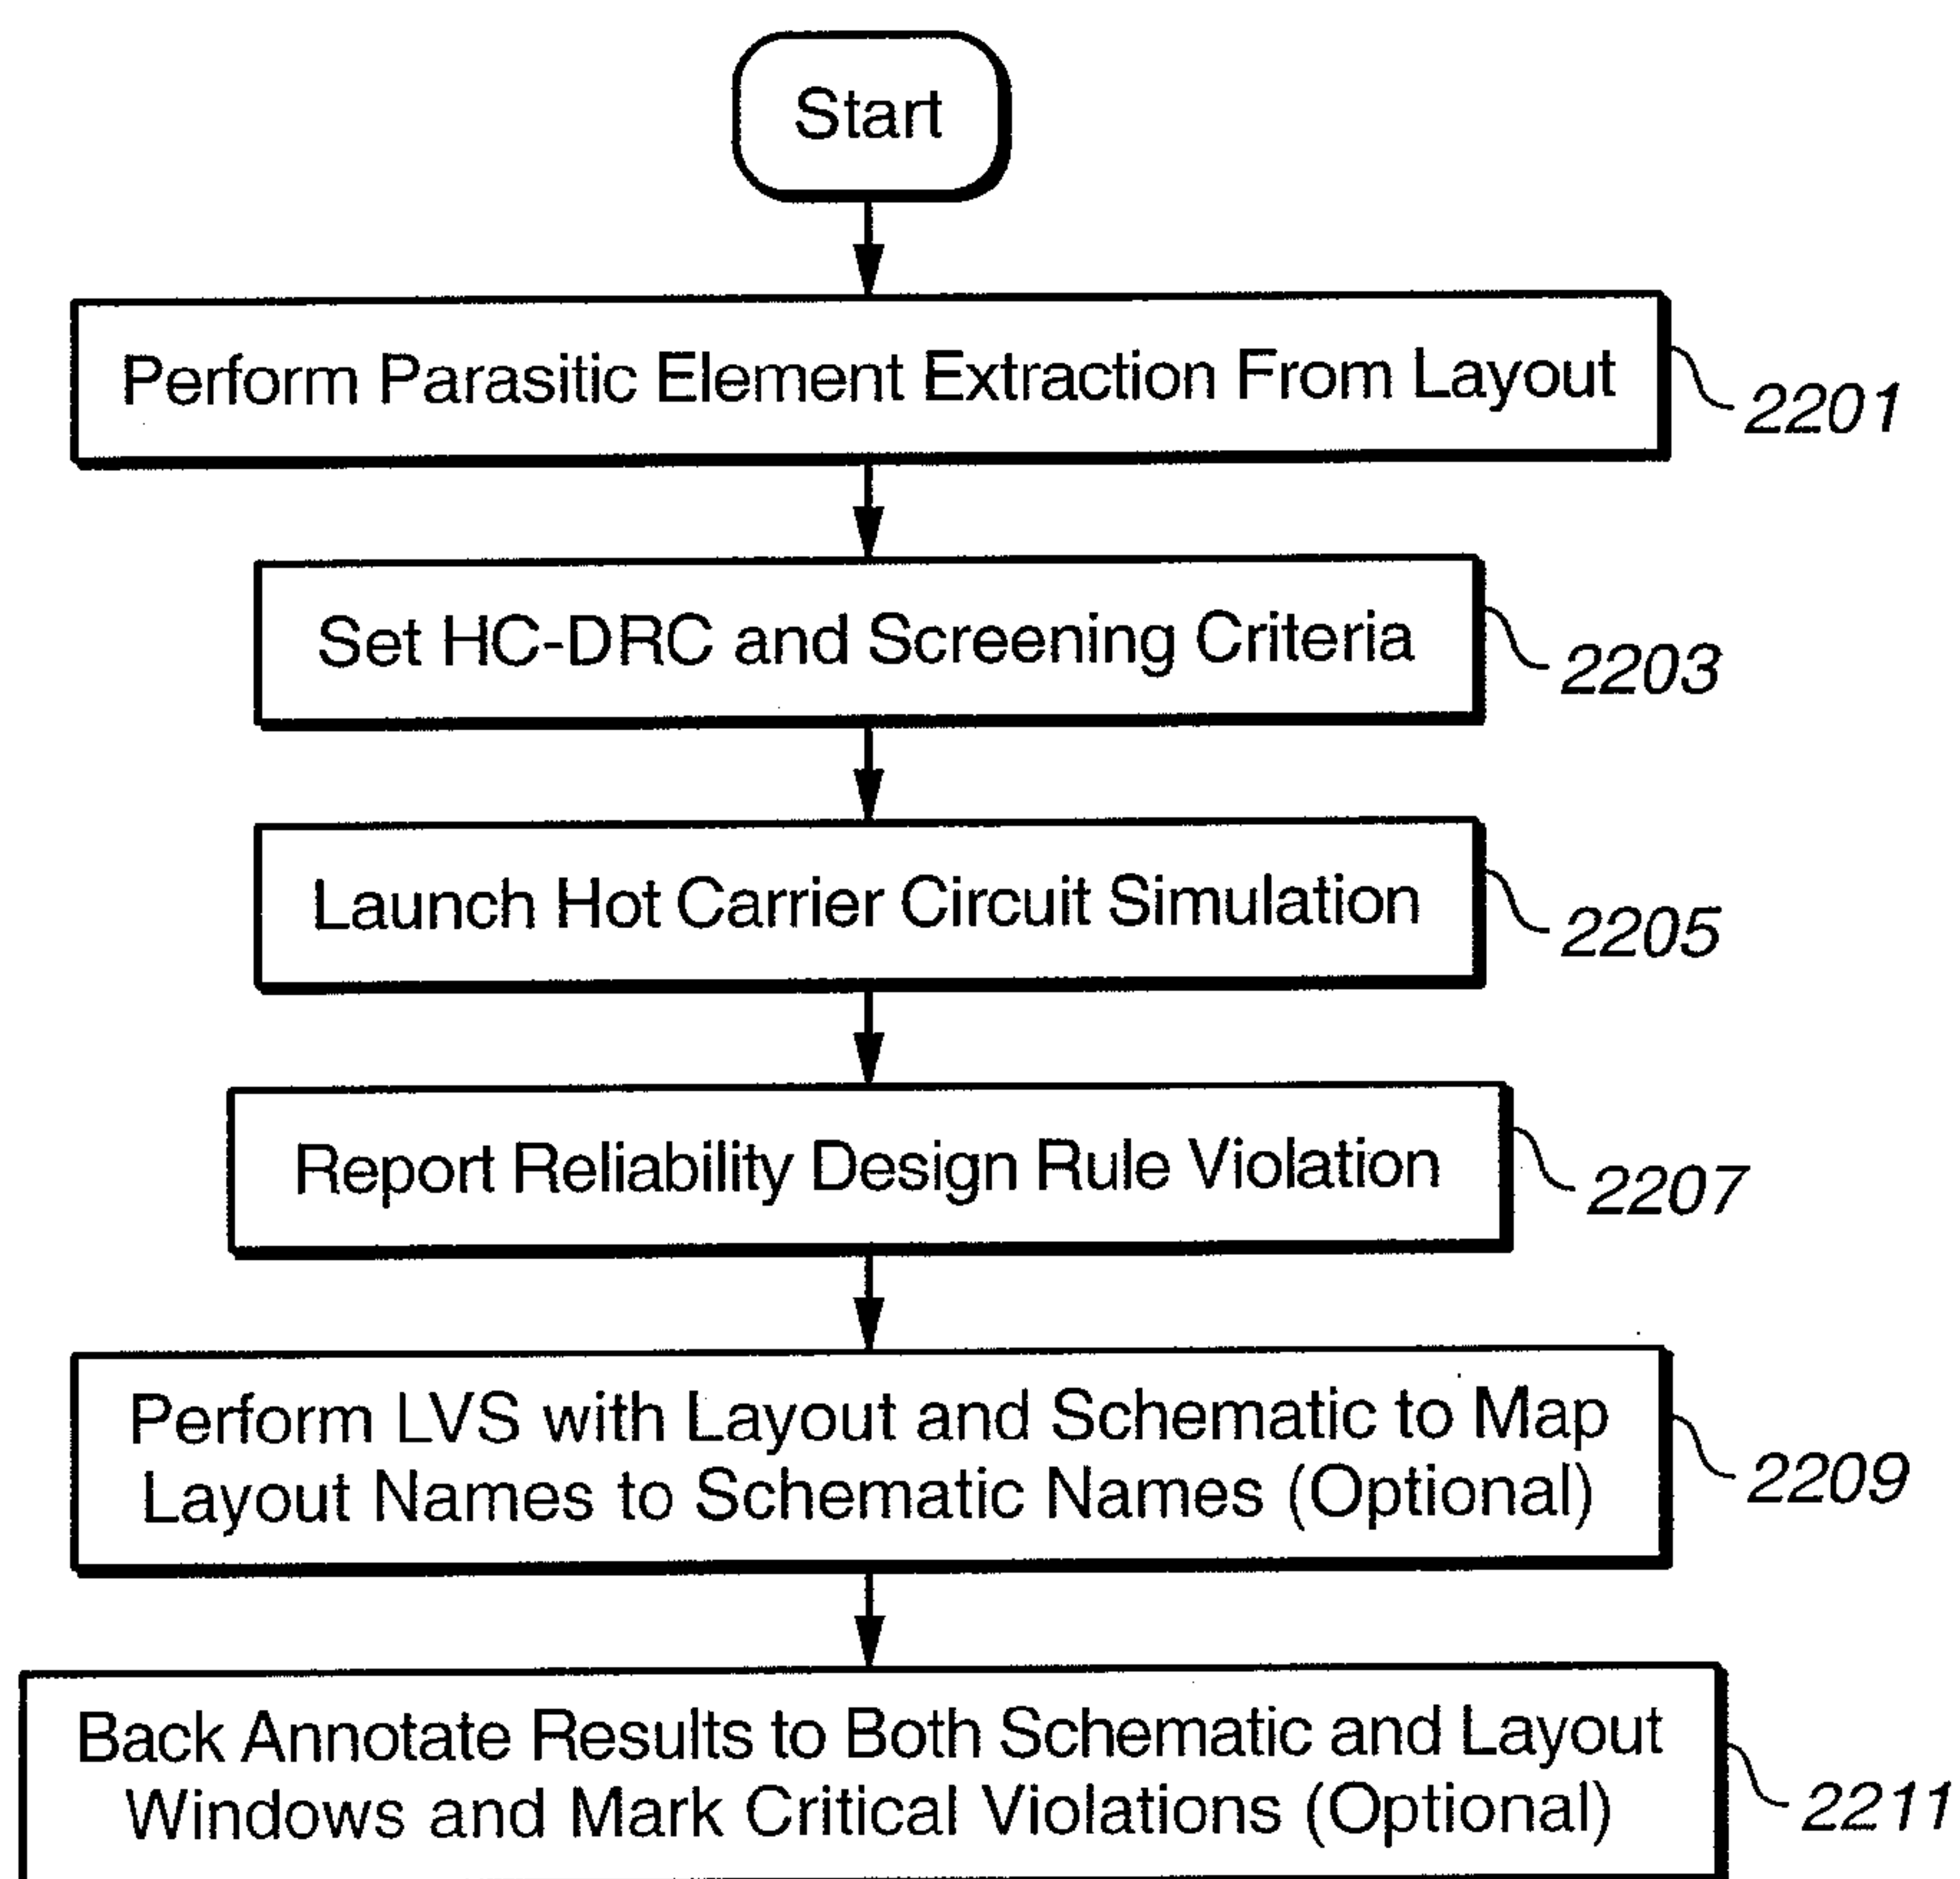 Start
Perform Parasitic Element Extraction From Layout
2201
Set HC-DRC and Screening Criteria
2203
Launch Hot Carrier Circuit Simulation
2205
Report Reliability Design Rule Violation
2207
Perform LVS with Layout and Schematic to Map
Layout Names to Schematic Names (Optional)
2209
Back Annotate Results to Both Schematic and Layout
Windows and Mark Critical Violations (Optional)
2211